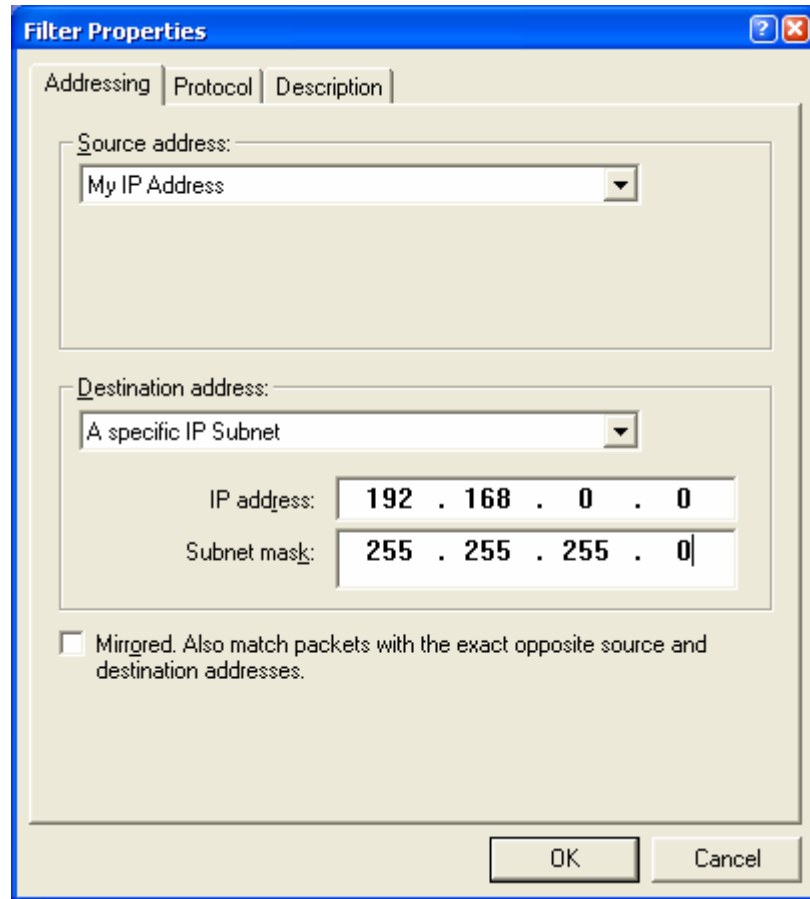 Filter Properties
Addressing Protocol Description
Source address:
My IP Address
Destination address:
A specific IP Subnet
IP address: 192 . 168 . 0 . 0
Subnet mask: 255 . 255 . 255 . 0
Mirrored. Also match packets with the exact opposite source and
destination addresses.
OK Cancel